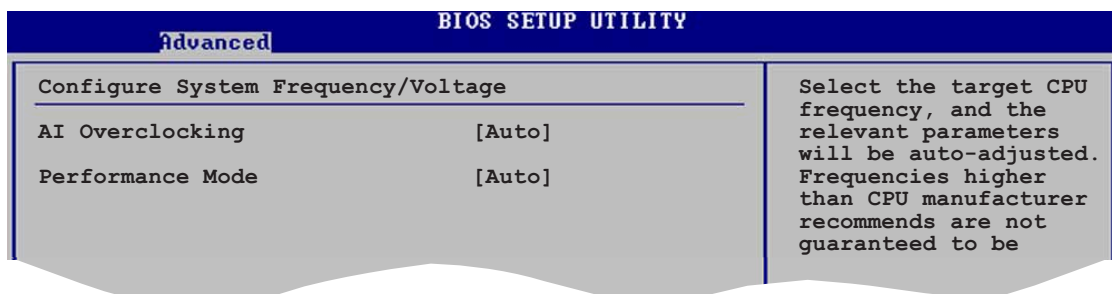 BIOS SETUP UTILITY
Advanced
Configure System Frequency/Voltage
AI Overclocking [Auto]
Performance Mode [Auto]
Select the target CPU
frequency, and the
relevant parameters
will be auto-adjusted.
Frequencies higher
than CPU manufacturer
recommends are not
guaranteed to be